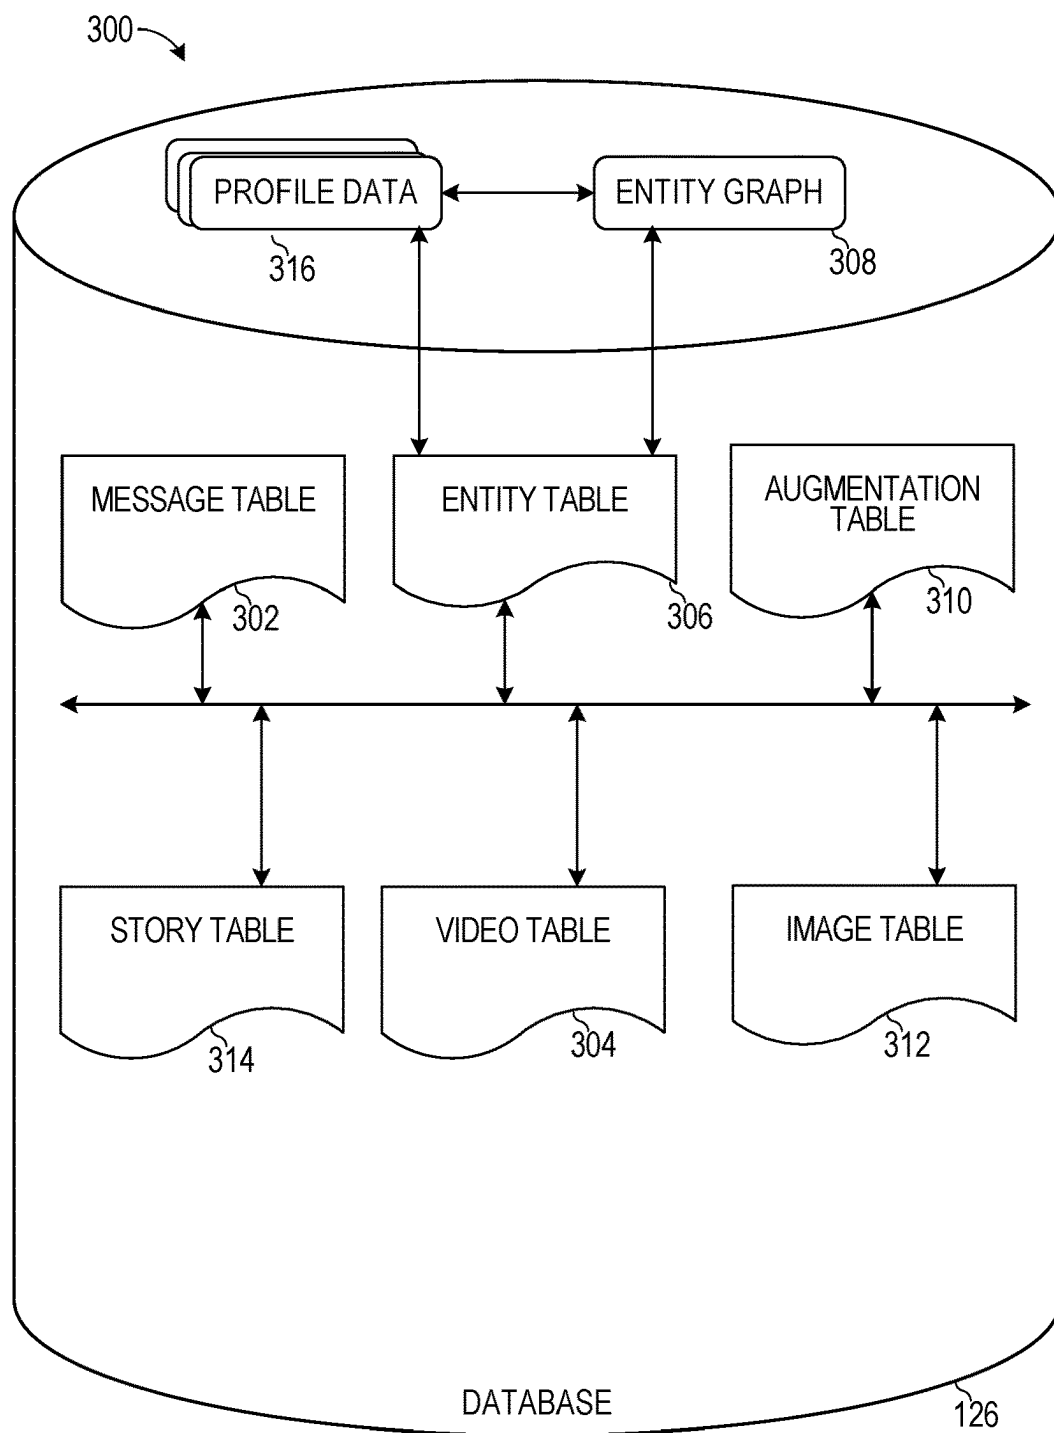 300
PROFILE DATA
ENTITY GRAPH
316
308
MESSAGE TABLE
ENTITY TABLE
AUGMENTATION
TABLE
302
306
310
STORY TABLE
VIDEO TABLE
IMAGE TABLE
314
304
312
DATABASE
126